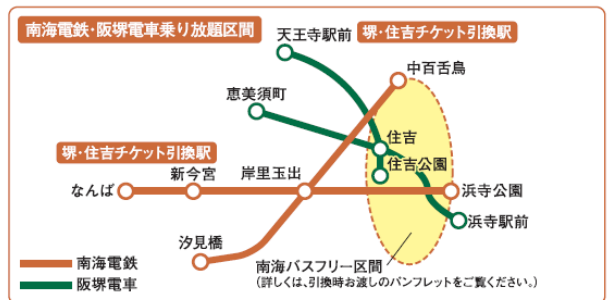 南海電鉄・阪堺電車乗り放題区間
天王寺駅前
堺・住吉チケット引換駅
中百舌鳥
恵美須町
住吉
堺・住吉チケット引換駅
住吉公園
なんば
新今宮
岸里玉出
浜寺公園
浜寺駅前
汐見橋
南海バスフリー区間
(詳しくは、引換時お渡しのパンフレットをご覧ください。)
南海電鉄
阪堺電車